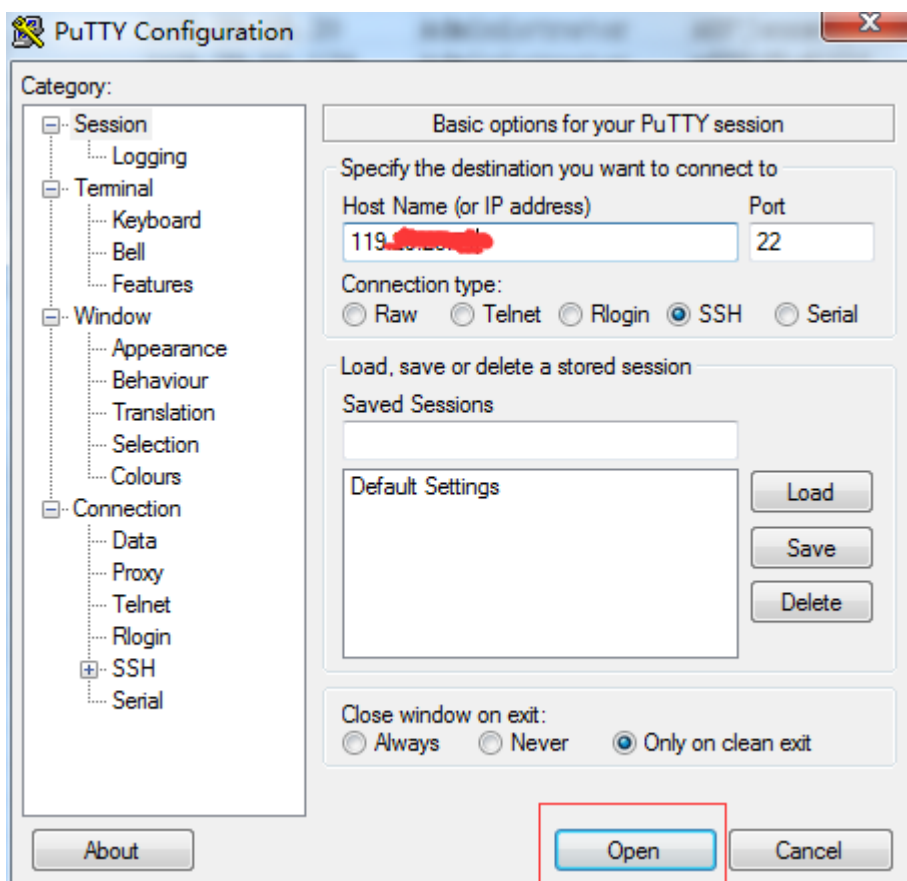 PuTTY Configuration
Category:
Session
Logging
Terminal
Keyboard
Bell
Features
Window
Appearance
Behaviour
Translation
Selection
Colours
Connection
Data
Proxy
Telnet
Rlogin
SSH
Serial
Basic options for your PuTTY session
Specify the destination you want to connect to
Host Name (or IP address) Port
119. 22
Connection type:
Raw Telnet Rlogin SSH Serial
Load, save or delete a stored session
Saved Sessions
Default Settings
Load
Save
Delete
Close window on exit:
Always Never Only on clean exit
About Open Cancel